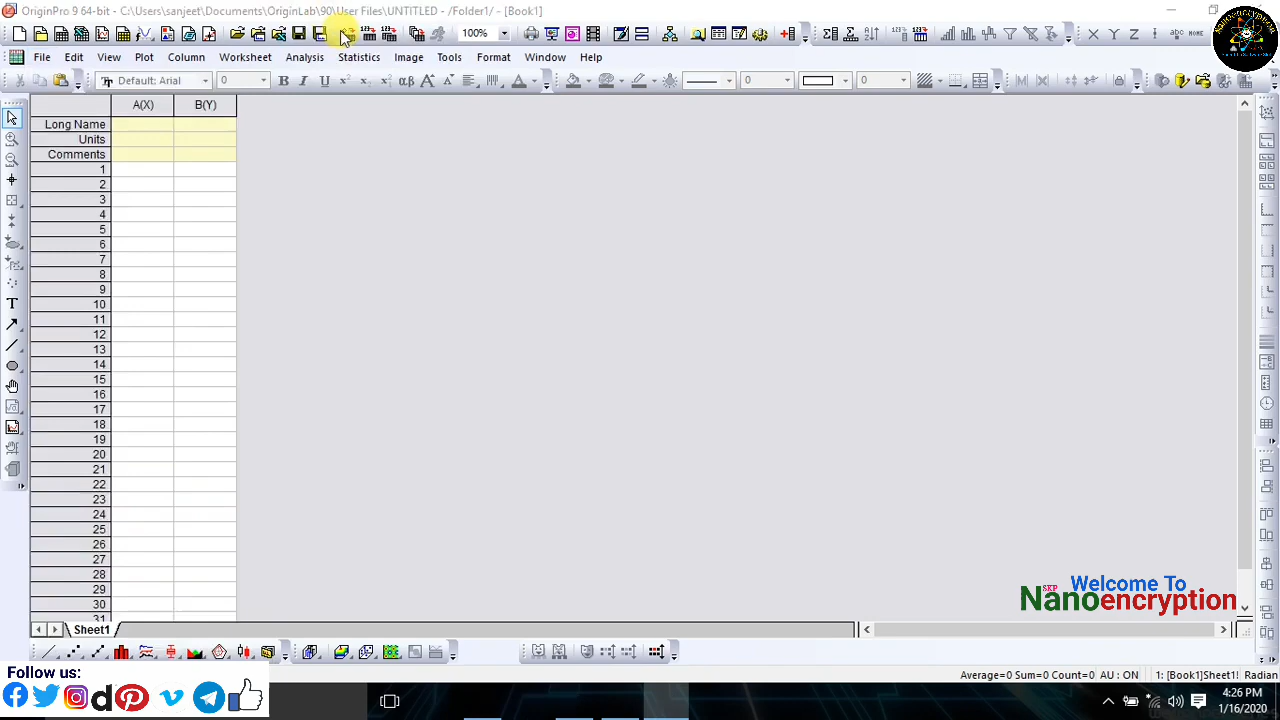 OriginPro 9 64-bit - C:\Users\sanjeet\Documents\OriginLab\90\User Files\UNTITLED - /Folder1/ - [Book1]
100%
File Edit View Plot Column Worksheet Analysis Statistics Image Tools Format Window Help
Default: Arial 0 B I U αβ A A A 0 0
A(X) B(Y)
Long Name
Units
Comments
1
2
3
4
5
6
7
8
9
10
11
12
13
14
15
16
17
18
19
20
21
22
23
24
25
26
27
28
29
30
31
Welcome To
SKP
Nanoencryption
Sheet1
Follow us:
Average=0 Sum=0 Count=0 AU : ON 1: [Book1]Sheet1! Radian
4:26 PM
1/16/2020